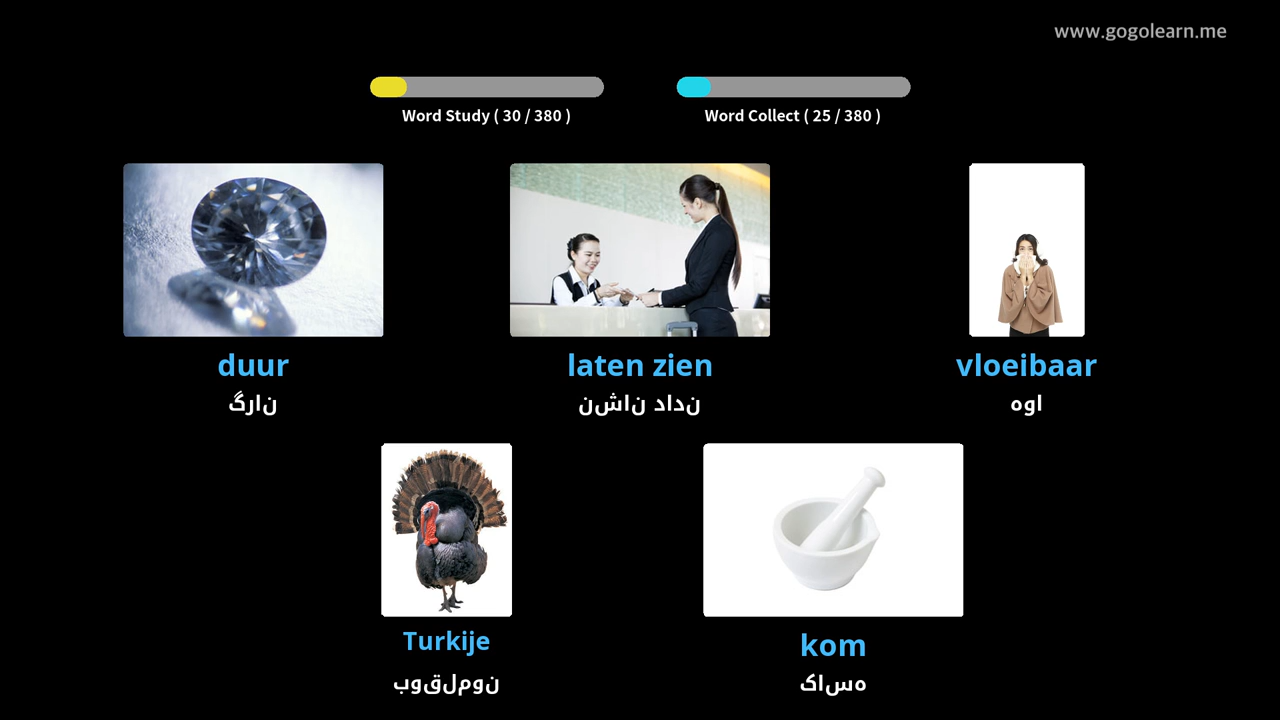 www.gogolearn.me
Word Study ( 30 / 380 )
Word Collect ( 25 / 380 )
duur
گران
laten zien
نشان دادن
vloeibaar
هوا
Turkije
بوقلمون
kom
کاسه